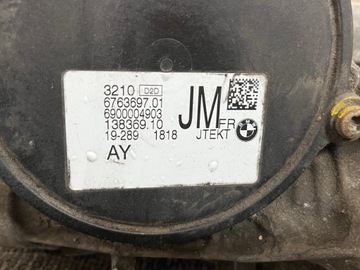 3210 D2D
6763697.01
6900004903
138369.10
19-289 1818 JTEKT
AY
JM
FR